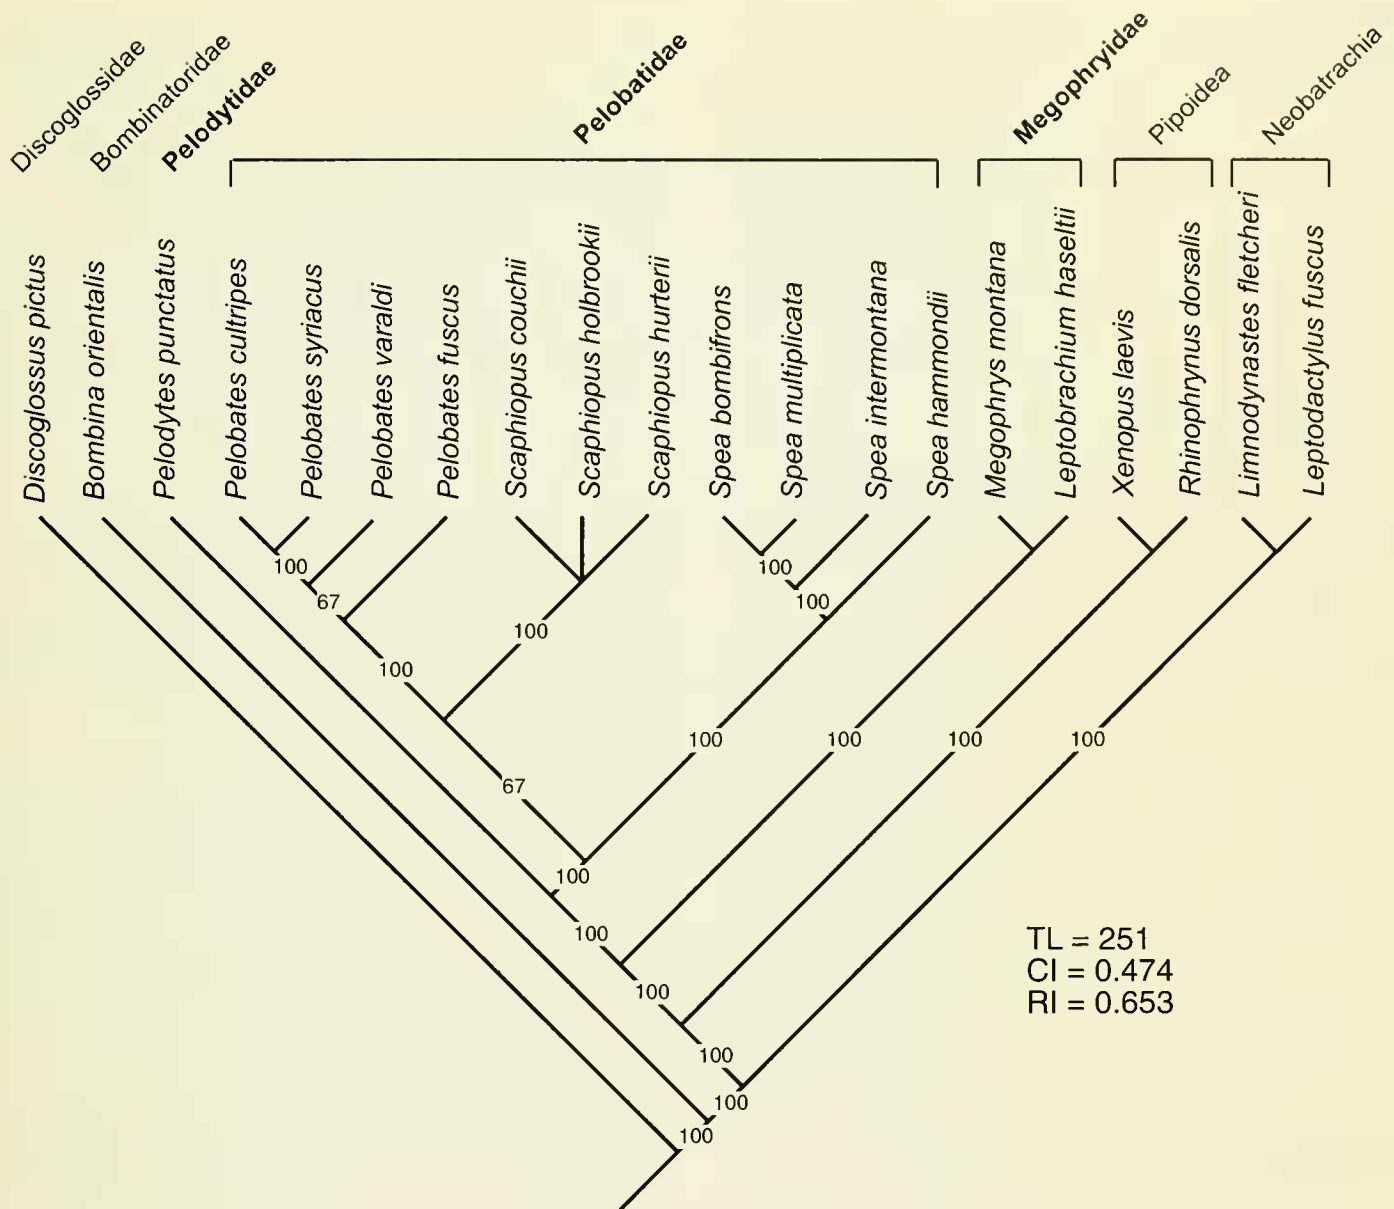 Discoglossidae
Bombinatoridae
Pelodytidae
Pelobatidae
Megophryidae
Pipoidea
Neobatrachia
Discoglossus pictus
Bombina orientalis
Pelodytes punctatus
Pelobates cultripes
Pelobates syriacus
Pelobates varaldi
Pelobates fuscus
Scaphiopus couchii
Scaphiopus holbrookii
Scaphiopus hurterii
Spea bombifrons
Spea multiplicata
Spea intermontana
Spea hammondii
Megophrys montana
Leptobrachium haseltii
Xenopus laevis
Rhinophrynus dorsalis
Limnodynastes fletcheri
Leptodactylus fuscus
100
100
67
100
100
100
67
100
100
100
100
100
100
100
100
100
100
TL = 251
CI = 0.474
RI = 0.653